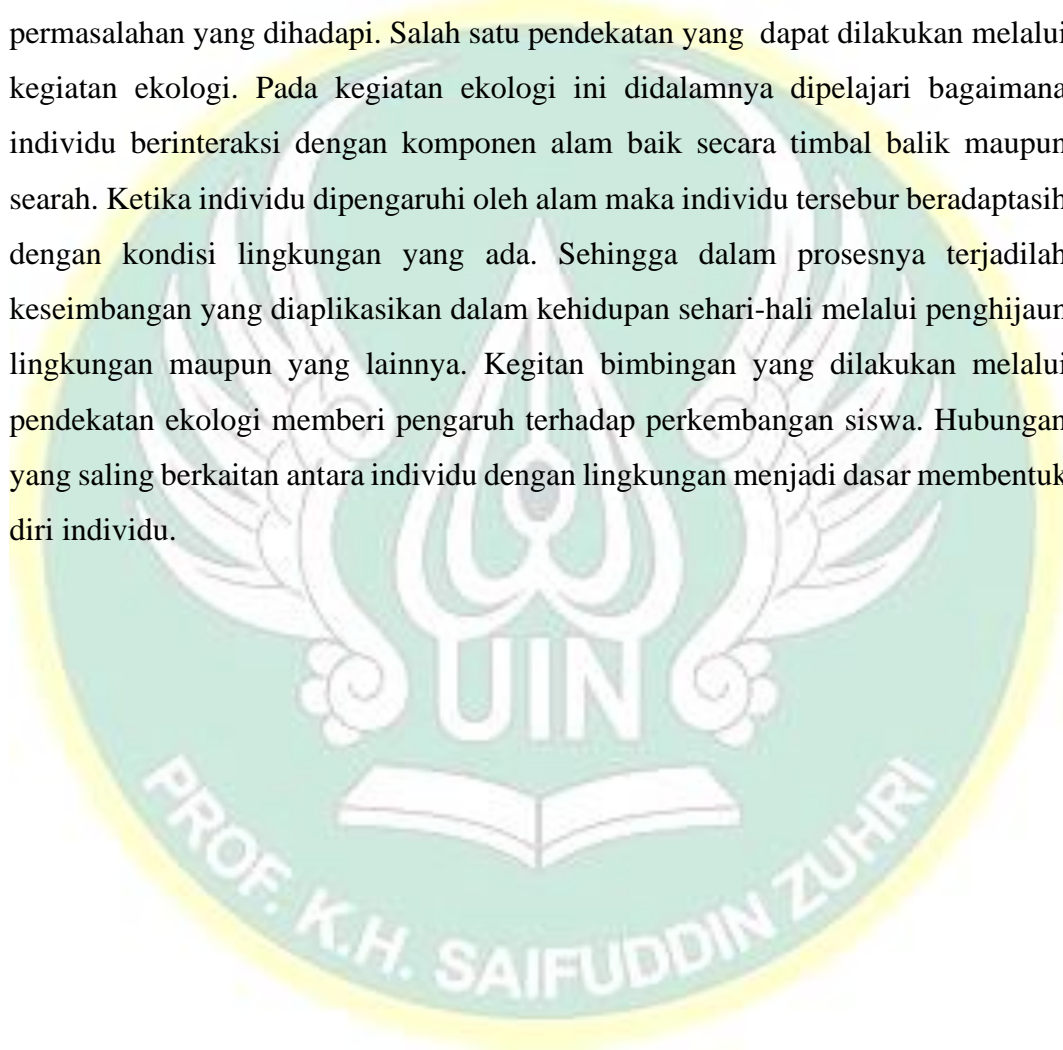 permasalahan yang dihadapi. Salah satu pendekatan yang  dapat dilakukan melalui
kegiatan ekologi. Pada kegiatan ekologi ini didalamnya dipelajari bagaimana
individu berinteraksi dengan komponen alam baik secara timbal balik maupun
searah. Ketika individu dipengaruhi oleh alam maka individu tersebur beradaptasih
dengan kondisi lingkungan yang ada. Sehingga dalam prosesnya terjadilah
keseimbangan yang diaplikasikan dalam kehidupan sehari-hali melalui penghijaun
lingkungan maupun yang lainnya. Kegitan bimbingan yang dilakukan melalui
pendekatan ekologi memberi pengaruh terhadap perkembangan siswa. Hubungan
yang saling berkaitan antara individu dengan lingkungan menjadi dasar membentuk
diri individu.
UIN
PROF. K.H. SAIFUDDIN ZUHRI